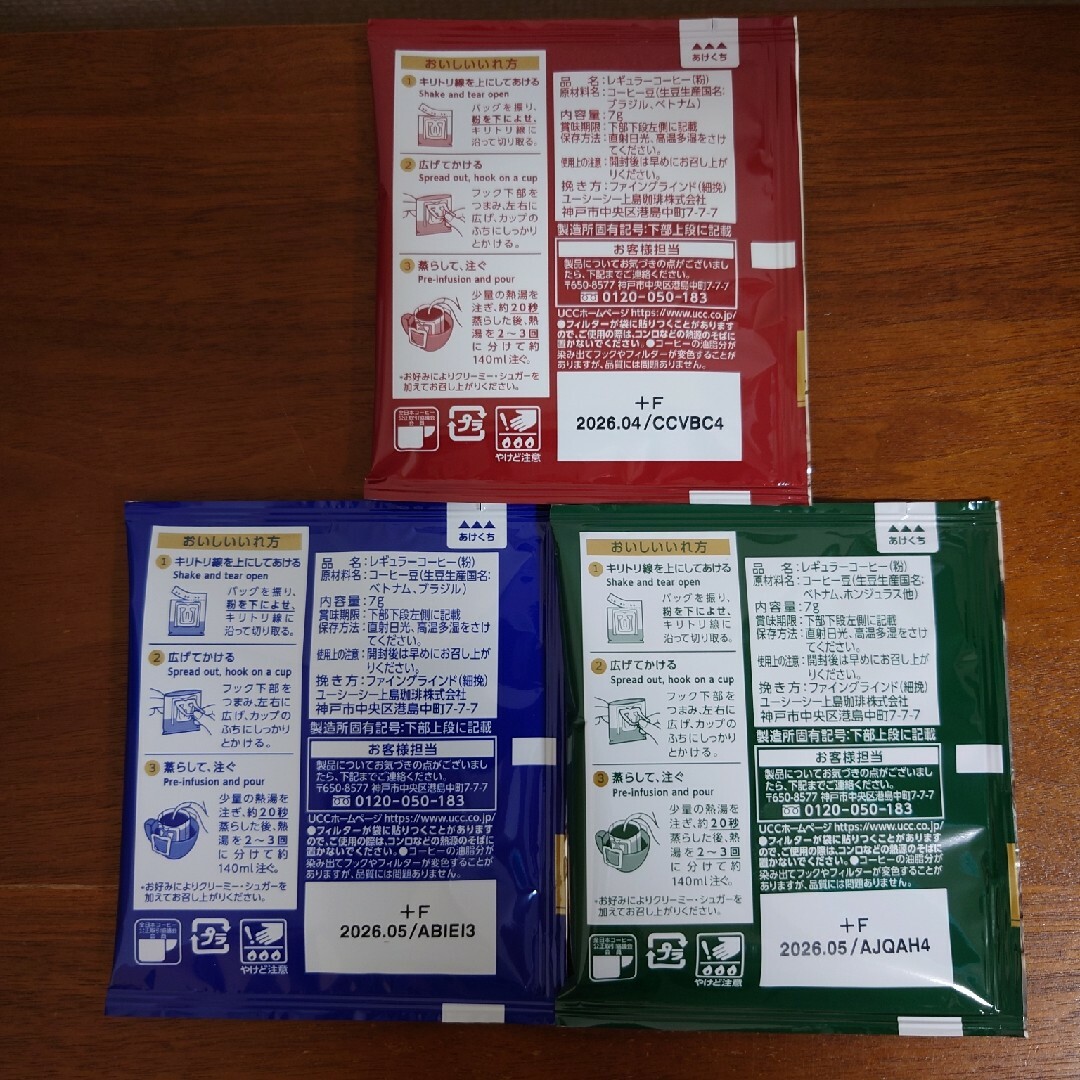 あけくち
おいしいいれ方
1 キリトリ線を上にしてあける
Shake and tear open
バッグを振り、
粉を下によせ、
キリトリ線に
沿って切り取る。
2 広げてかける
Spread out, hook on a cup
フック下部を
つまみ、左右に
広げ、カップの
ふちにしっかり
とかける。
3 蒸らして、注ぐ
Pre-infusion and pour
少量の熱湯を
注ぎ、約20秒
蒸らした後、熱
湯を2～3回
に分けて約
140ml注ぐ。
*お好みによりクリーミー・シュガーを
加えてお召し上がりください。
全日本コーヒー
公正取引協議会
会員
プラ
やけど注意
品名:レギュラーコーヒー(粉)
原材料名:コーヒー豆(生豆生産国名:
ブラジル、ベトナム)
内容量:7g
賞味期限:下部下段左側に記載
保存方法:直射日光、高温多湿をさけ
てください。
使用上の注意:開封後は早めにお召し上が
りください。
挽き方:ファイングラインド(細挽)
ユーシーシー上島珈琲株式会社
神戸市中央区港島中町7-7-7
製造所固有記号:下部上段に記載
お客様担当
製品についてお気づきの点がございまし
たら、下記までご連絡ください。
〒650-8577 神戸市中央区港島中町7-7-7
0120-050-183
UCCホームページhttps://www.ucc.co.jp/
●フィルターが袋に貼りつくことがあります
ので、ご使用の際は、コンロなどの熱源のそばに
置かないでください。●コーヒーの油脂分が
染み出てフックやフィルターが変色することが
ありますが、品質には問題ありません。
+F
2026.04/CCVBC4
あけくち
おいしいいれ方
1 キリトリ線を上にしてあける
Shake and tear open
バッグを振り、
粉を下によせ、
キリトリ線に
沿って切り取る。
2 広げてかける
Spread out, hook on a cup
フック下部を
つまみ、左右に
広げ、カップの
ふちにしっかり
とかける。
3 蒸らして、注ぐ
Pre-infusion and pour
少量の熱湯を
注ぎ、約20秒
蒸らした後、熱
湯を2～3回
に分けて約
140ml注ぐ。
*お好みによりクリーミー・シュガーを
加えてお召し上がりください。
全日本コーヒー
公正取引協議会
会員
プラ
やけど注意
品名:レギュラーコーヒー(粉)
原材料名:コーヒー豆(生豆生産国名:
ベトナム、ブラジル)
内容量:7g
賞味期限:下部下段左側に記載
保存方法:直射日光、高温多湿をさけ
てください。
使用上の注意:開封後は早めにお召し上が
りください。
挽き方:ファイングラインド(細挽)
ユーシーシー上島珈琲株式会社
神戸市中央区港島中町7-7-7
製造所固有記号:下部上段に記載
お客様担当
製品についてお気づきの点がございまし
たら、下記までご連絡ください。
〒650-8577 神戸市中央区港島中町7-7-7
0120-050-183
UCCホームページhttps://www.ucc.co.jp/
●フィルターが袋に貼りつくことがあります
ので、ご使用の際は、コンロなどの熱源のそばに
置かないでください。●コーヒーの油脂分が
染み出てフックやフィルターが変色することが
ありますが、品質には問題ありません。
+F
2026.05/ABIEI3
あけくち
おいしいいれ方
1 キリトリ線を上にしてあける
Shake and tear open
バッグを振り、
粉を下によせ、
キリトリ線に
沿って切り取る。
2 広げてかける
Spread out, hook on a cup
フック下部を
つまみ、左右に
広げ、カップの
ふちにしっかり
とかける。
3 蒸らして、注ぐ
Pre-infusion and pour
少量の熱湯を
注ぎ、約20秒
蒸らした後、熱
湯を2～3回
に分けて約
140ml注ぐ。
*お好みによりクリーミー・シュガーを
加えてお召し上がりください。
全日本コーヒー
公正取引協議会
会員
プラ
やけど注意
品名:レギュラーコーヒー(粉)
原材料名:コーヒー豆(生豆生産国名:
ベトナム、ホンジュラス他)
内容量:7g
賞味期限:下部下段左側に記載
保存方法:直射日光、高温多湿をさけ
てください。
使用上の注意:開封後は早めにお召し上が
りください。
挽き方:ファイングラインド(細挽)
ユーシーシー上島珈琲株式会社
神戸市中央区港島中町7-7-7
製造所固有記号:下部上段に記載
お客様担当
製品についてお気づきの点がございまし
たら、下記までご連絡ください。
〒650-8577 神戸市中央区港島中町7-7-7
0120-050-183
UCCホームページhttps://www.ucc.co.jp/
●フィルターが袋に貼りつくことがあります
ので、ご使用の際は、コンロなどの熱源のそばに
置かないでください。●コーヒーの油脂分が
染み出てフックやフィルターが変色することが
ありますが、品質には問題ありません。
+F
2026.05/AJQAH4